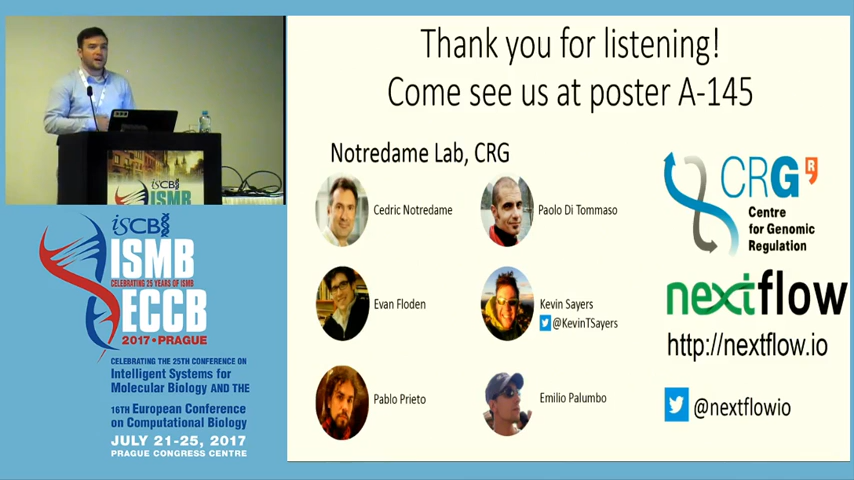 Thank you for listening!
Come see us at poster A-145
Notredame Lab, CRG
Cedric Notredame
Paolo Di Tommaso
Evan Floden
Kevin Sayers
@KevinTSayers
Pablo Prieto
Emilio Palumbo
CRG
R
Centre
for Genomic
Regulation
nextflow
http://nextflow.io
@nextflowio
iSCB
ISMB
iSCB
ISMB
CELEBRATING 25 YEARS OF ISMB
ECCB
2017 • PRAGUE
CELEBRATING THE 25TH CONFERENCE ON
Intelligent Systems for
Molecular Biology AND THE
16TH European Conference
on Computational Biology
JULY 21-25, 2017
PRAGUE CONGRESS CENTRE